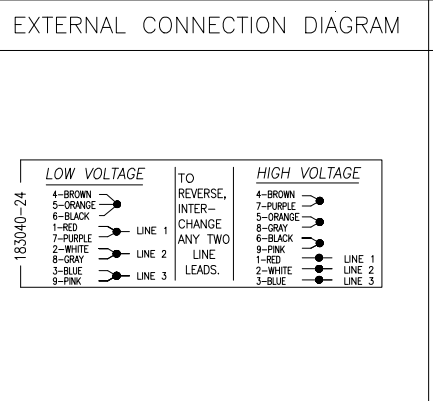 EXTERNAL CONNECTION DIAGRAM
183040-24
LOW VOLTAGE
4-BROWN
5-ORANGE
6-BLACK
1-RED
7-PURPLE
LINE 1
2-WHITE
8-GRAY
LINE 2
3-BLUE
9-PINK
LINE 3
TO
REVERSE,
INTER-
CHANGE
ANY TWO
LINE
LEADS.
HIGH VOLTAGE
4-BROWN
7-PURPLE
5-ORANGE
8-GRAY
6-BLACK
9-PINK
1-RED LINE 1
2-WHITE LINE 2
3-BLUE LINE 3